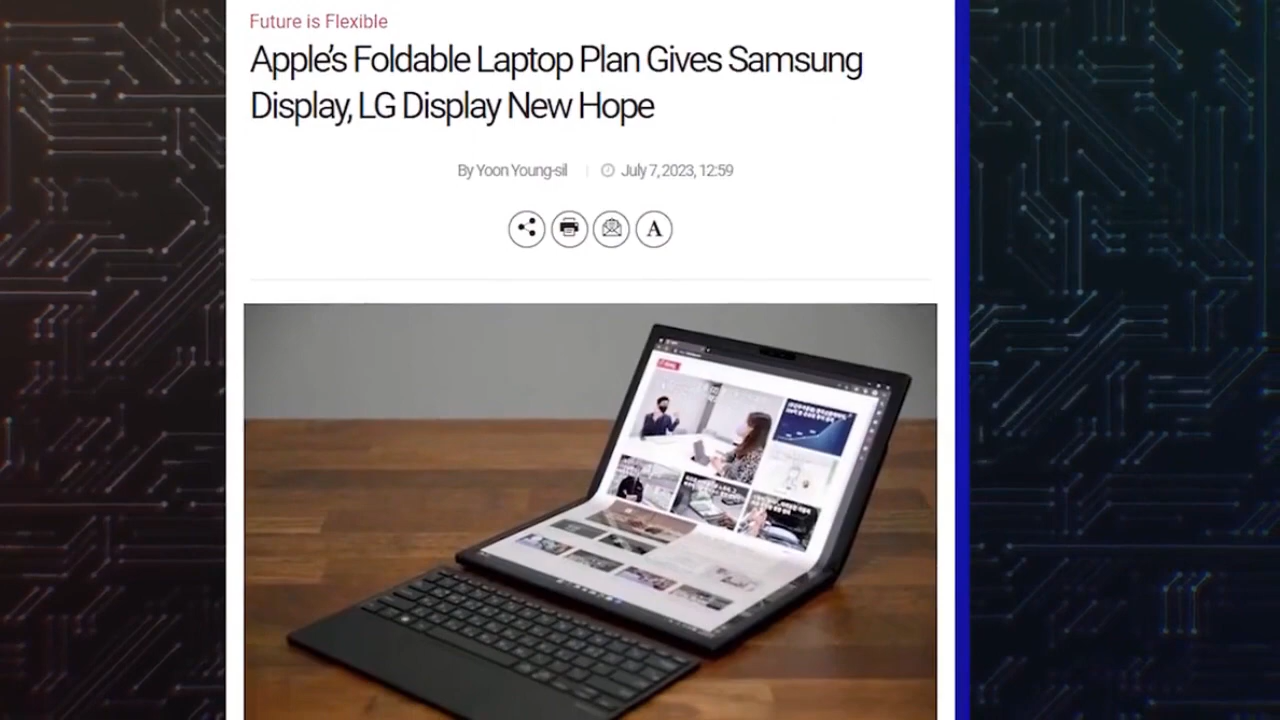 Future is Flexible
Apple’s Foldable Laptop Plan Gives Samsung
Display, LG Display New Hope
By Yoon Young-sil
July 7, 2023, 12:59
A